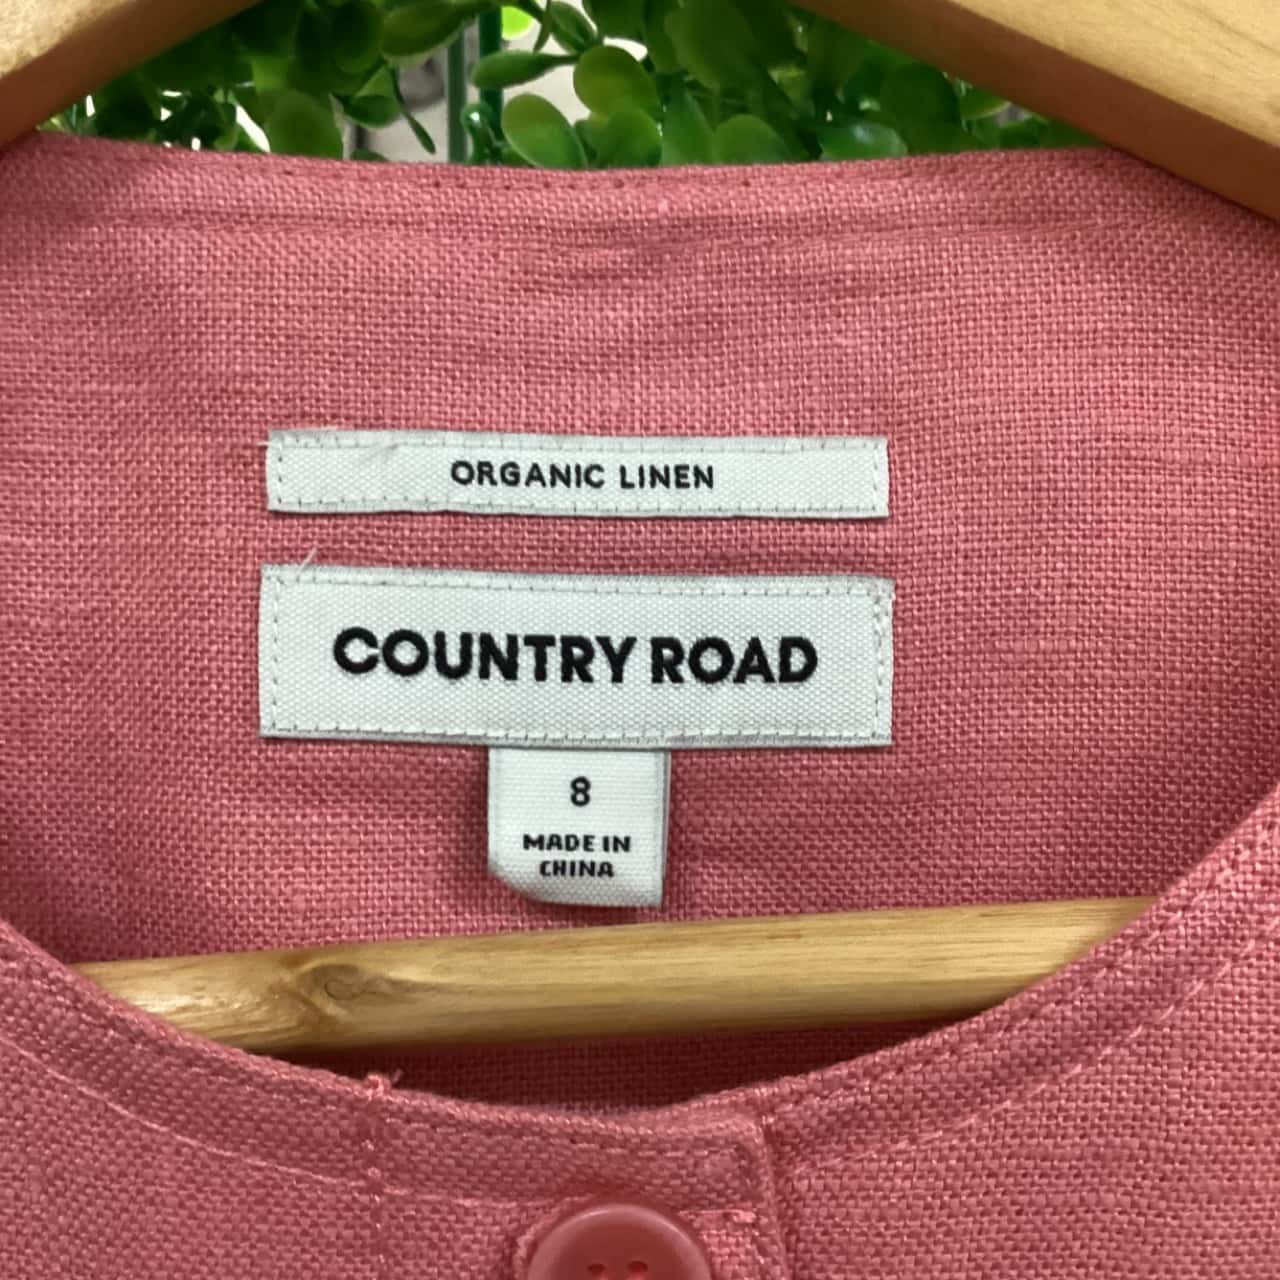 ORGANIC LINEN
COUNTRY ROAD
8
MADE IN
CHINA